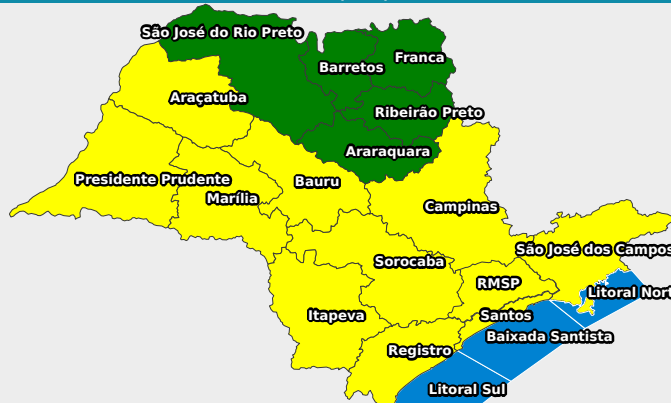 São José do Rio Preto
Franca
Barretos
Araçatuba
Ribeirão Preto
Araraquara
Presidente Prudente
Bauru
Marília
Campinas
São José dos Campos
Sorocaba
RMSP
Litoral Nort
Itapeva
Santos
Baixada Santista
Registro
Litoral Sul